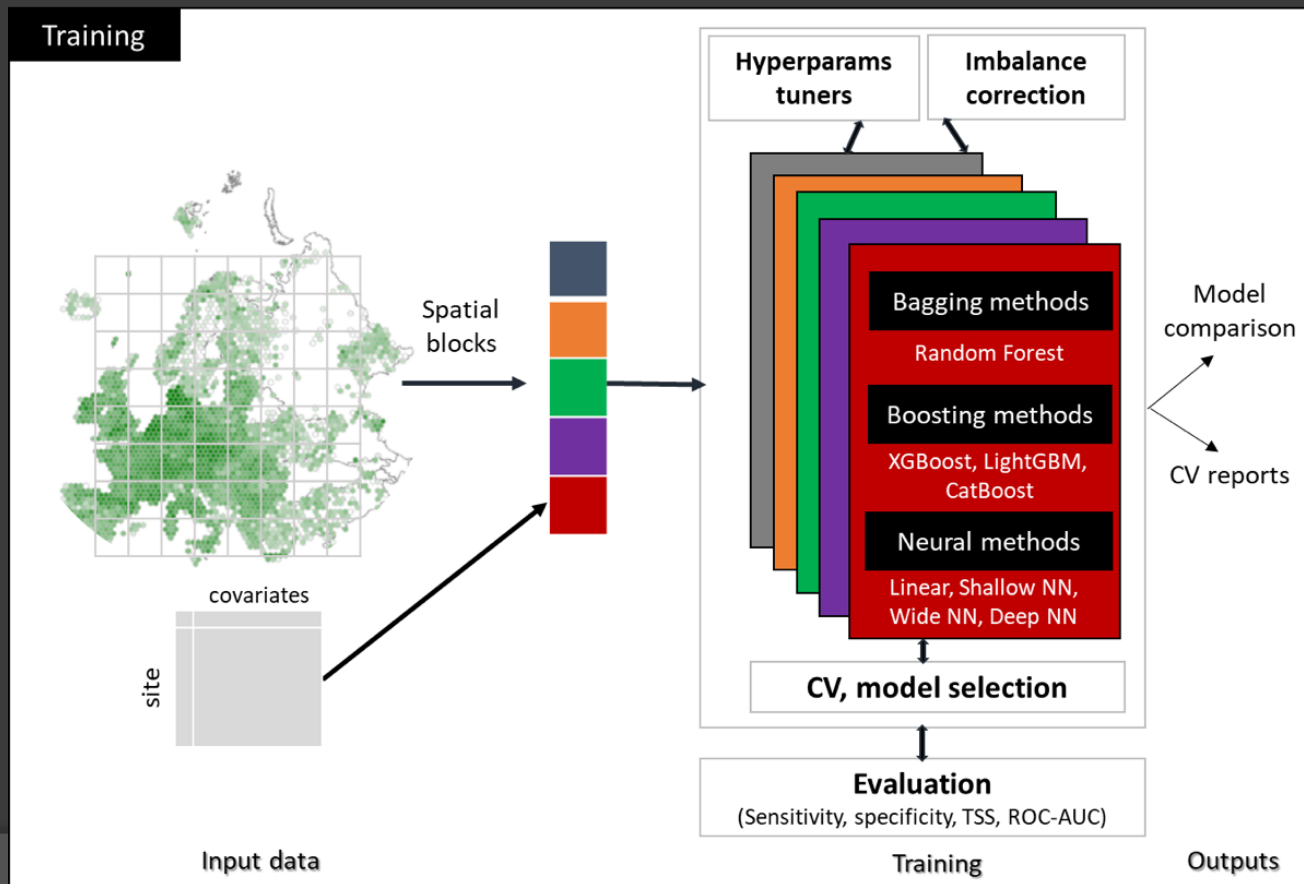 Training
Hyperparams
tuners
Imbalance
correction
Spatial
blocks
Bagging methods
Random Forest
Boosting methods
XGBoost, LightGBM,
CatBoost
Neural methods
Linear, Shallow NN,
Wide NN, Deep NN
Model
comparison
CV reports
covariates
site
CV, model selection
Evaluation
(Sensitivity, specificity, TSS, ROC-AUC)
Input data
Training
Outputs